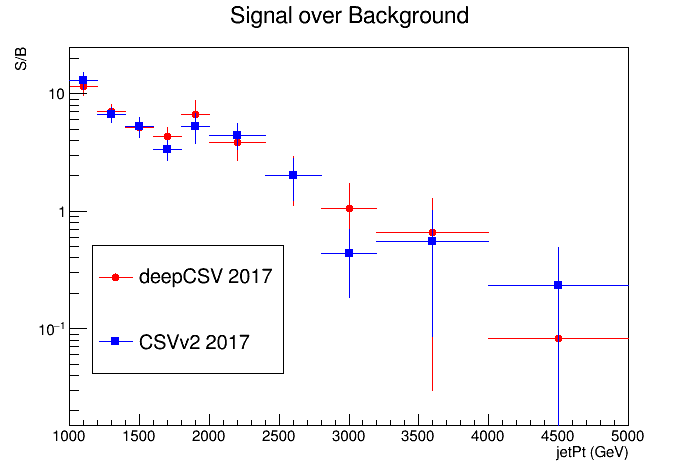 Signal over Background
S/B
10
1
10⁻¹
deepCSV 2017
CSVv2 2017
1000 1500 2000 2500 3000 3500 4000 4500 5000
jetPt (GeV)